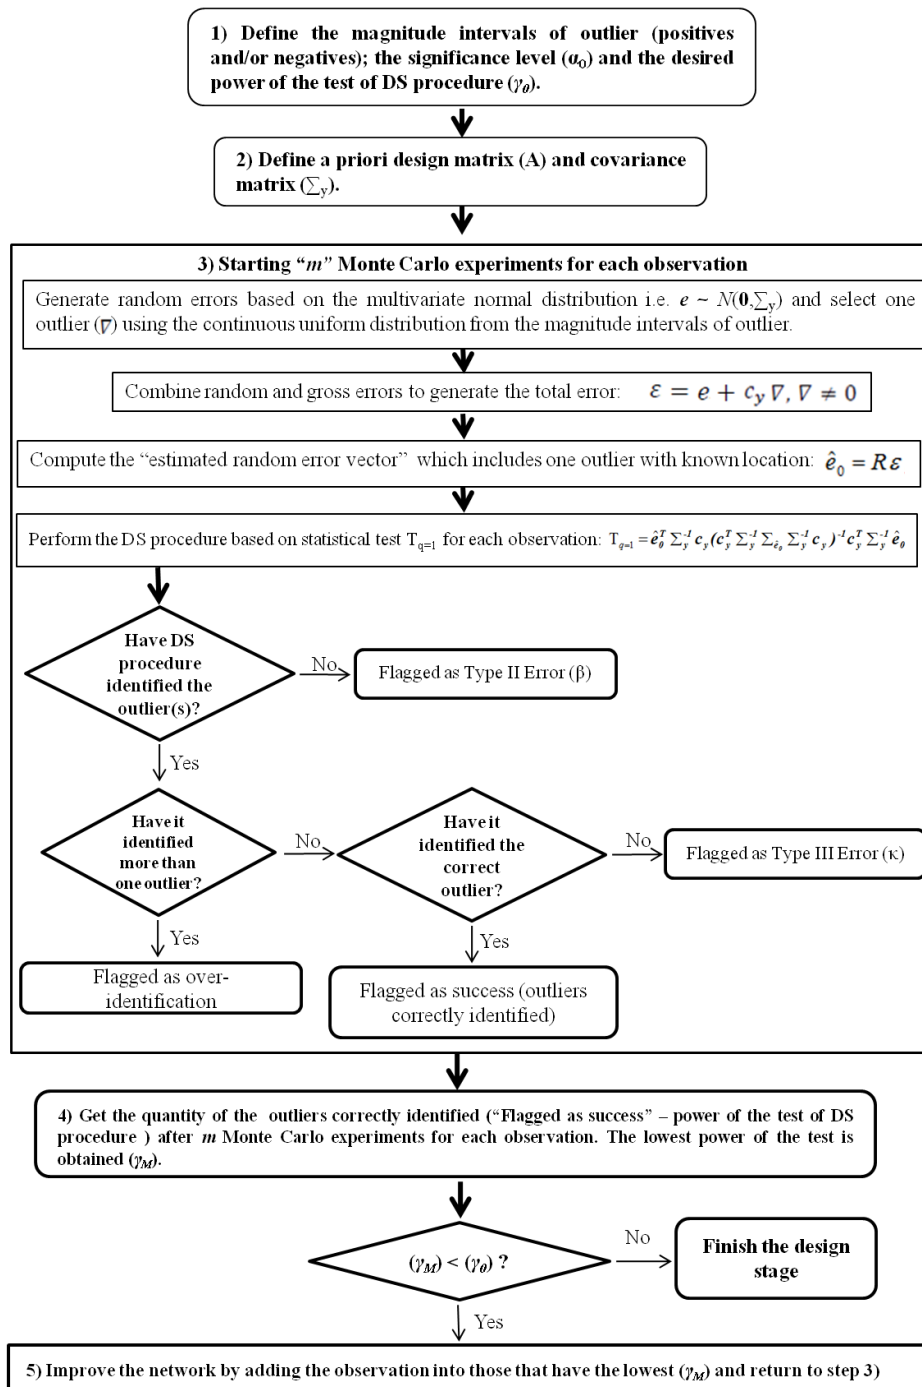 1) Define the magnitude intervals of outlier (positives
and/or negatives); the significance level (α₀) and the desired
power of the test of DS procedure (γ₀).
2) Define a priori design matrix (A) and covariance
matrix (∑y).
3) Starting “m” Monte Carlo experiments for each observation
Generate random errors based on the multivariate normal distribution i.e. e ~ N(0,∑y) and select one
outlier (∇) using the continuous uniform distribution from the magnitude intervals of outlier.
Combine random and gross errors to generate the total error: ε = e + c_y ∇, ∇ ≠ 0
Compute the “estimated random error vector” which includes one outlier with known location: ê₀ = Rε
Perform the DS procedure based on statistical test T_q=1 for each observation: T_q=1 = ê₀ᵀ ∑y⁻¹ c_y (c_yᵀ ∑y⁻¹ ∑ê₀ ∑y⁻¹ c_y)⁻¹ c_yᵀ ∑y⁻¹ ê₀
Have DS
procedure
identified the
outlier(s)?
No
Flagged as Type II Error (β)
Yes
Have it
identified
more than
one outlier?
No
Have it
identified the
correct
outlier?
No
Flagged as Type III Error (κ)
Yes
Yes
Flagged as over-
identification
Flagged as success (outliers
correctly identified)
4) Get the quantity of the outliers correctly identified (“Flagged as success” – power of the test of DS
procedure ) after m Monte Carlo experiments for each observation. The lowest power of the test is
obtained (γM).
(γM) < (γ₀) ?
No
Finish the design
stage
Yes
5) Improve the network by adding the observation into those that have the lowest (γM) and return to step 3)